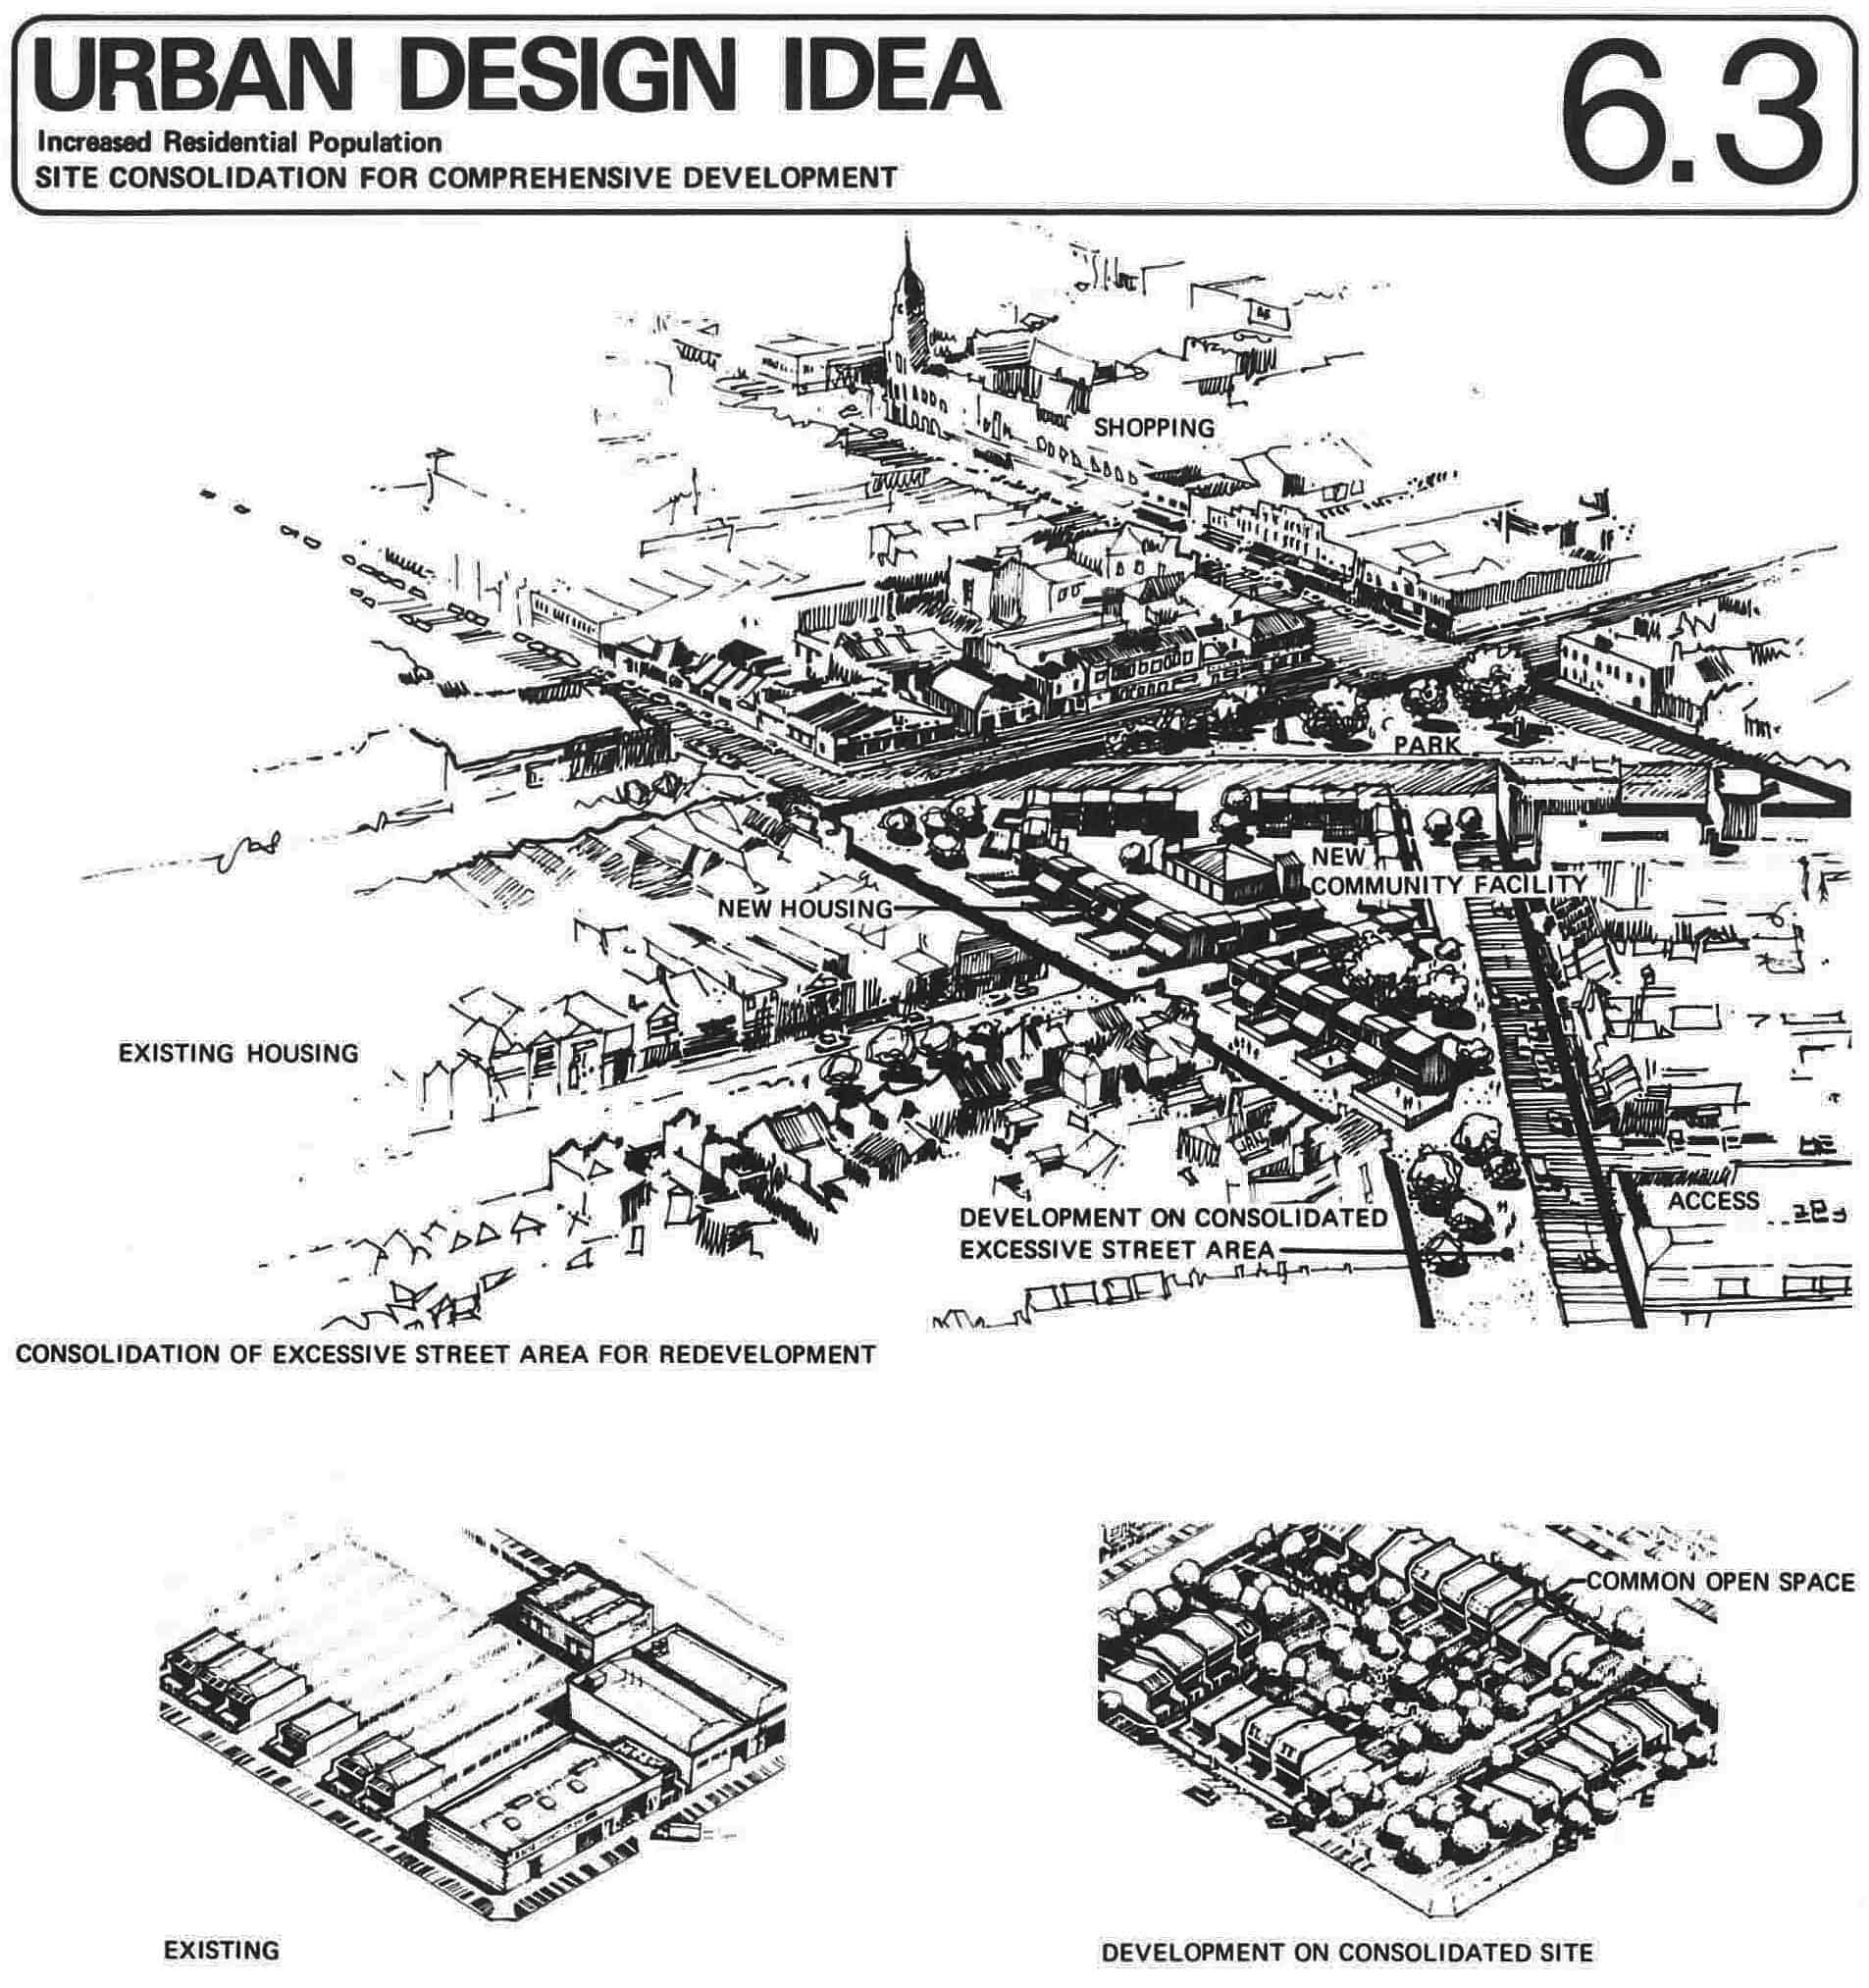 URBAN DESIGN IDEA
6.3
Increased Residential Population
SITE CONSOLIDATION FOR COMPREHENSIVE DEVELOPMENT
SHOPPING
PARK
NEW
COMMUNITY FACILITY
NEW HOUSING
EXISTING HOUSING
ACCESS
DEVELOPMENT ON CONSOLIDATED
EXCESSIVE STREET AREA
CONSOLIDATION OF EXCESSIVE STREET AREA FOR REDEVELOPMENT
COMMON OPEN SPACE
EXISTING
DEVELOPMENT ON CONSOLIDATED SITE